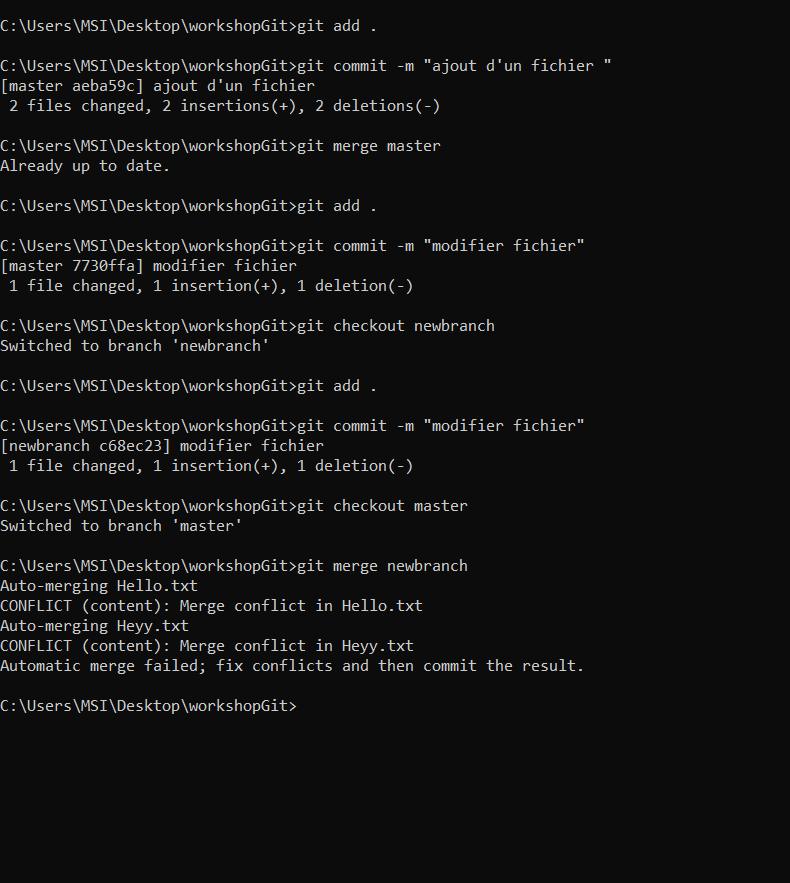 C:\Users\MSI\Desktop\workshopGit>git add .
C:\Users\MSI\Desktop\workshopGit>git commit -m "ajout d'un fichier "
[master aeba59c] ajout d'un fichier
 2 files changed, 2 insertions(+), 2 deletions(-)
C:\Users\MSI\Desktop\workshopGit>git merge master
Already up to date.
C:\Users\MSI\Desktop\workshopGit>git add .
C:\Users\MSI\Desktop\workshopGit>git commit -m "modifier fichier"
[master 7730ffa] modifier fichier
 1 file changed, 1 insertion(+), 1 deletion(-)
C:\Users\MSI\Desktop\workshopGit>git checkout newbranch
Switched to branch 'newbranch'
C:\Users\MSI\Desktop\workshopGit>git add .
C:\Users\MSI\Desktop\workshopGit>git commit -m "modifier fichier"
[newbranch c68ec23] modifier fichier
 1 file changed, 1 insertion(+), 1 deletion(-)
C:\Users\MSI\Desktop\workshopGit>git checkout master
Switched to branch 'master'
C:\Users\MSI\Desktop\workshopGit>git merge newbranch
Auto-merging Hello.txt
CONFLICT (content): Merge conflict in Hello.txt
Auto-merging Heyy.txt
CONFLICT (content): Merge conflict in Heyy.txt
Automatic merge failed; fix conflicts and then commit the result.
C:\Users\MSI\Desktop\workshopGit>